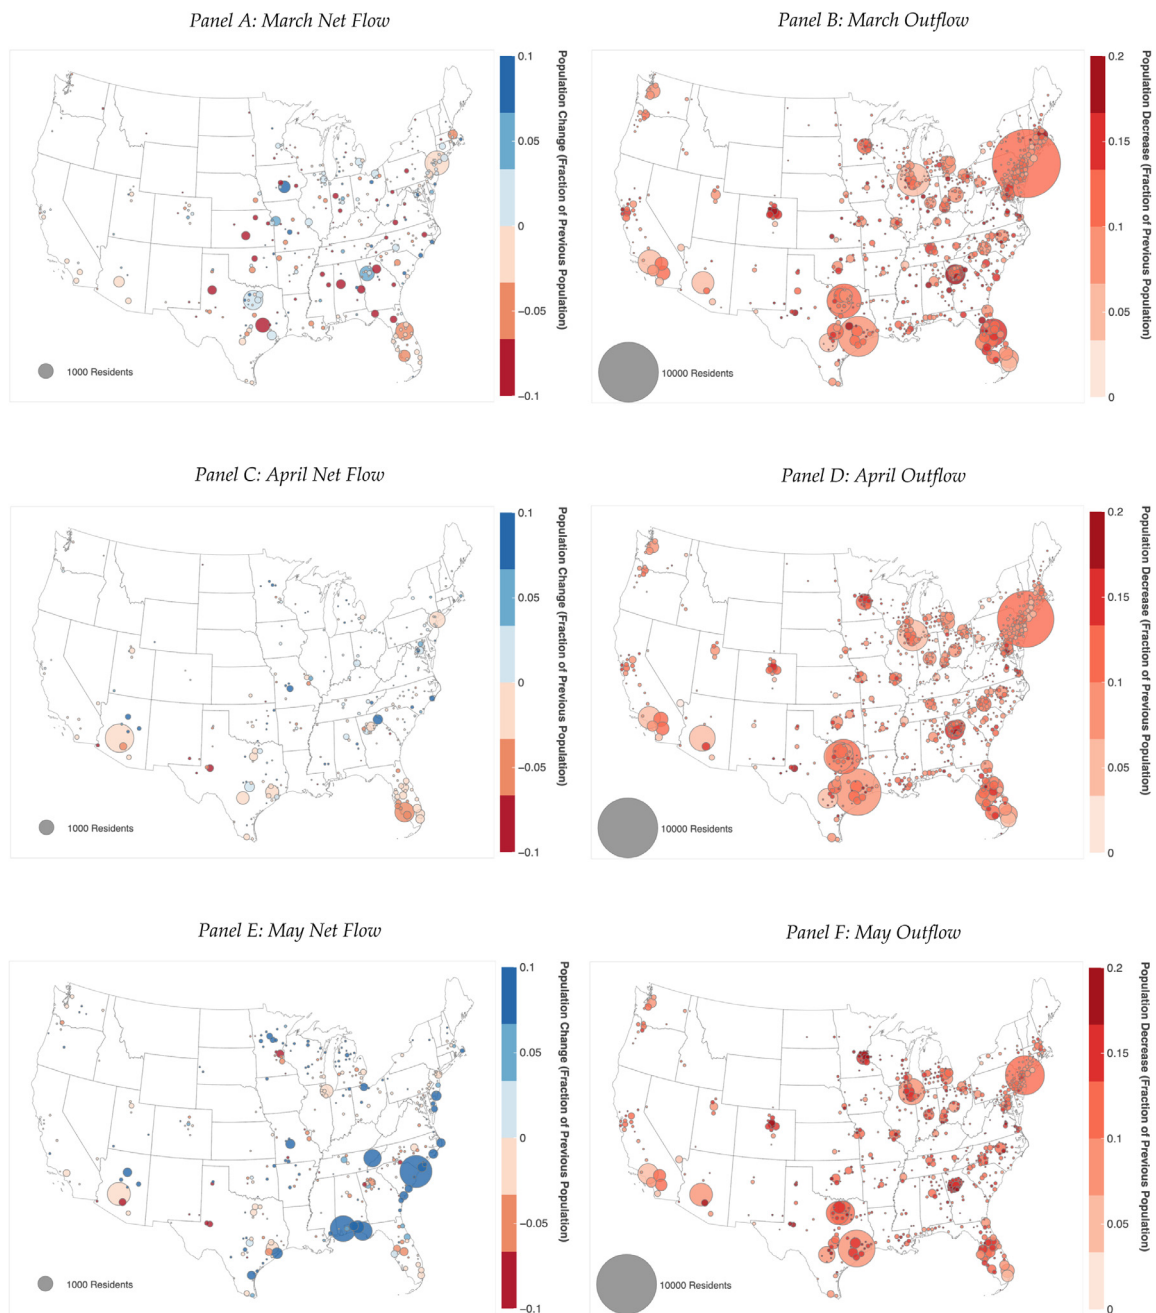 Panel A: March Net Flow
0.1
0.05
0
−0.05
−0.1
Population Change (Fraction of Previous Population)
1000 Residents
Panel B: March Outflow
0.2
0.15
0.1
0.05
0
Population Decrease (Fraction of Previous Population)
10000 Residents
Panel C: April Net Flow
0.1
0.05
0
−0.05
−0.1
Population Change (Fraction of Previous Population)
1000 Residents
Panel D: April Outflow
0.2
0.15
0.1
0.05
0
Population Decrease (Fraction of Previous Population)
10000 Residents
Panel E: May Net Flow
0.1
0.05
0
−0.05
−0.1
Population Change (Fraction of Previous Population)
1000 Residents
Panel F: May Outflow
0.2
0.15
0.1
0.05
0
Population Decrease (Fraction of Previous Population)
10000 Residents